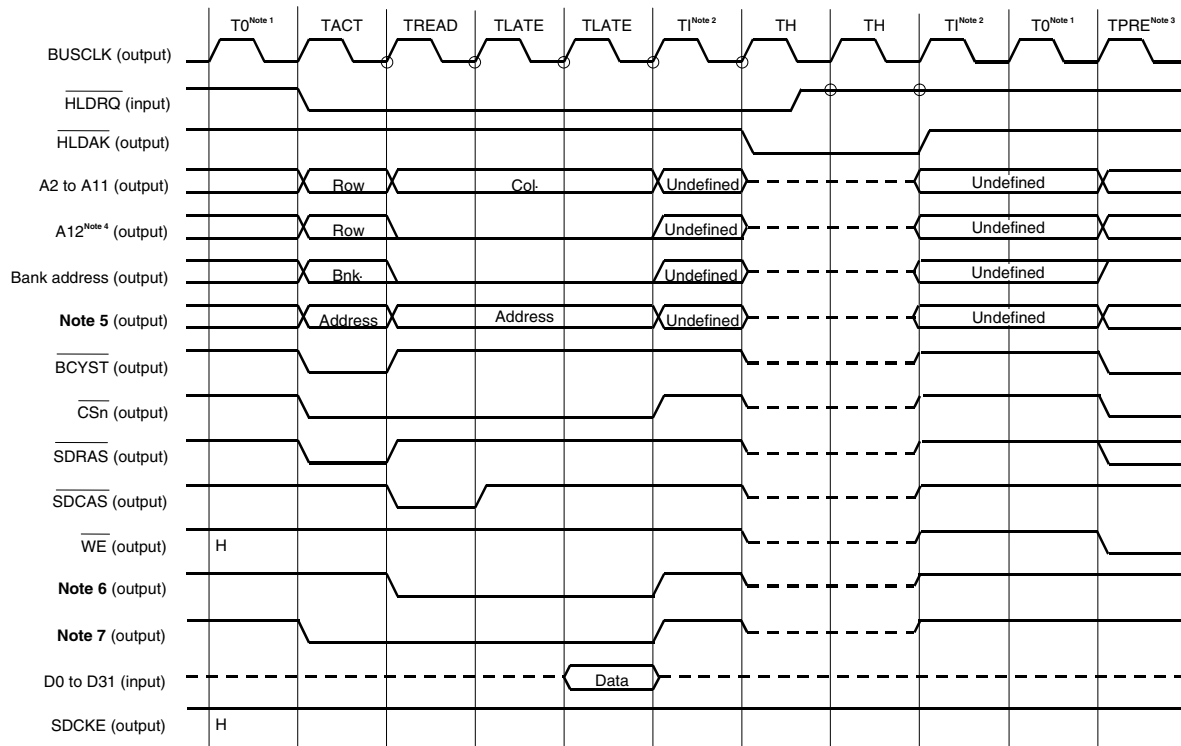 T0Note 1 TACT TREAD TLATE TLATE TINote 2 TH TH TINote 2 T0Note 1 TPRENote 3
BUSCLK (output)
HLDRQ (input)
HLDAK (output)
A2 to A11 (output) Row Col. Undefined Undefined
A12Note 4 (output) Row Undefined Undefined
Bank address (output) Bnk. Undefined Undefined
Note 5 (output) Address Address Undefined Undefined
BCYST (output)
CSn (output)
SDRAS (output)
SDCAS (output)
WE (output) H
Note 6 (output)
Note 7 (output)
D0 to D31 (input) Data
SDCKE (output) H